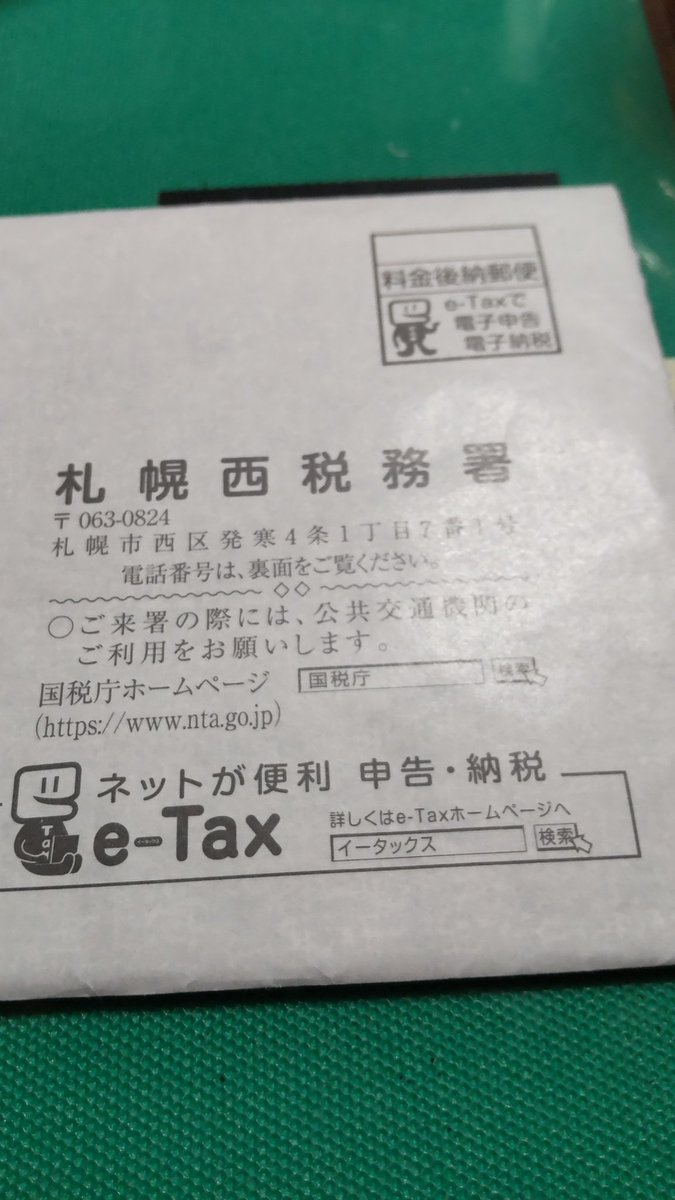 料金後納郵便
e-Taxで
電子申告
電子納税
札幌西税務署
〒063-0824
札幌市西区発寒4条1丁目7番1号
電話番号は、裏面をご覧ください。
◇◇
○ご来署の際には、公共交通機関の
ご利用をお願いします。
国税庁ホームページ 国税庁 検索
(https://www.nta.go.jp)
ネットが便利 申告・納税
e-Tax
詳しくはe-Taxホームページへ
イータックス 検索